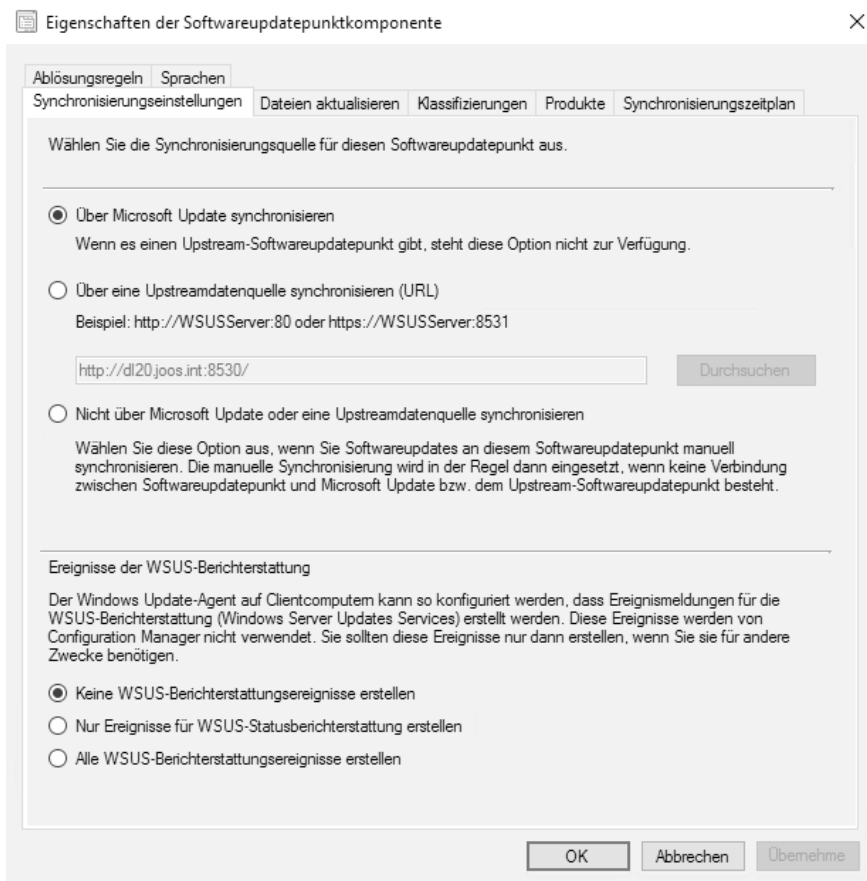 Eigenschaften der Softwareupdatepunktkomponente
Ablösungsregeln Sprachen
Synchronisierungseinstellungen Dateien aktualisieren Klassifizierungen Produkte Synchronisierungszeitplan
Wählen Sie die Synchronisierungsquelle für diesen Softwareupdatepunkt aus.
Über Microsoft Update synchronisieren
Wenn es einen Upstream-Softwareupdatepunkt gibt, steht diese Option nicht zur Verfügung.
Über eine Upstreamdatenquelle synchronisieren (URL)
Beispiel: http://WSUSServer:80 oder https://WSUSServer:8531
http://dl20.joos.int:8530/ Durchsuchen
Nicht über Microsoft Update oder eine Upstreamdatenquelle synchronisieren
Wählen Sie diese Option aus, wenn Sie Softwareupdates an diesem Softwareupdatepunkt manuell
synchronisieren. Die manuelle Synchronisierung wird in der Regel dann eingesetzt, wenn keine Verbindung
zwischen Softwareupdatepunkt und Microsoft Update bzw. dem Upstream-Softwareupdatepunkt besteht.
Ereignisse der WSUS-Berichterstattung
Der Windows Update-Agent auf Clientcomputern kann so konfiguriert werden, dass Ereignismeldungen für die
WSUS-Berichterstattung (Windows Server Updates Services) erstellt werden. Diese Ereignisse werden von
Configuration Manager nicht verwendet. Sie sollten diese Ereignisse nur dann erstellen, wenn Sie sie für andere
Zwecke benötigen.
Keine WSUS-Berichterstattungsereignisse erstellen
Nur Ereignisse für WSUS-Statusberichterstattung erstellen
Alle WSUS-Berichterstattungsereignisse erstellen
OK Abbrechen Übernehme